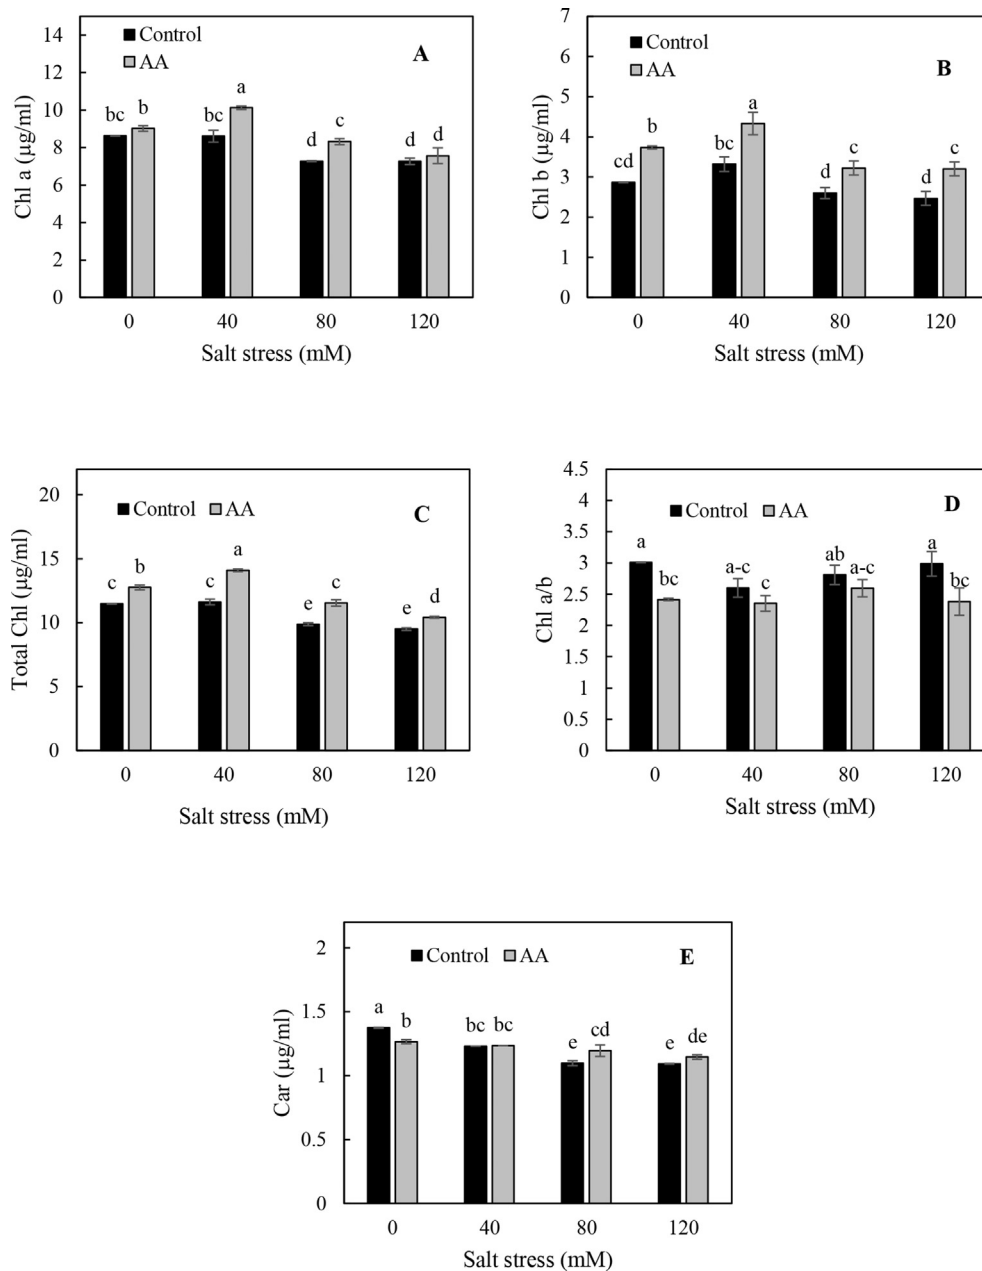 Chl a (µg/ml)
14
12
10
8
6
4
2
0
Control
AA
A
bc b bc a d c d d
0 40 80 120
Salt stress (mM)
Chl b (µg/ml)
7
6
5
4
3
2
1
0
Control
AA
B
cd b bc a d c d c
0 40 80 120
Salt stress (mM)
Total Chl (µg/ml)
20
15
10
5
0
Control AA
C
c b c a e c e d
0 40 80 120
Salt stress (mM)
Chl a/b
4.5
4
3.5
3
2.5
2
1.5
1
0.5
0
Control AA
D
a bc a-c c ab a-c a bc
0 40 80 120
Salt stress (mM)
Car (µg/ml)
2
1.5
1
0.5
0
Control AA
E
a b bc bc e cd e de
0 40 80 120
Salt stress (mM)